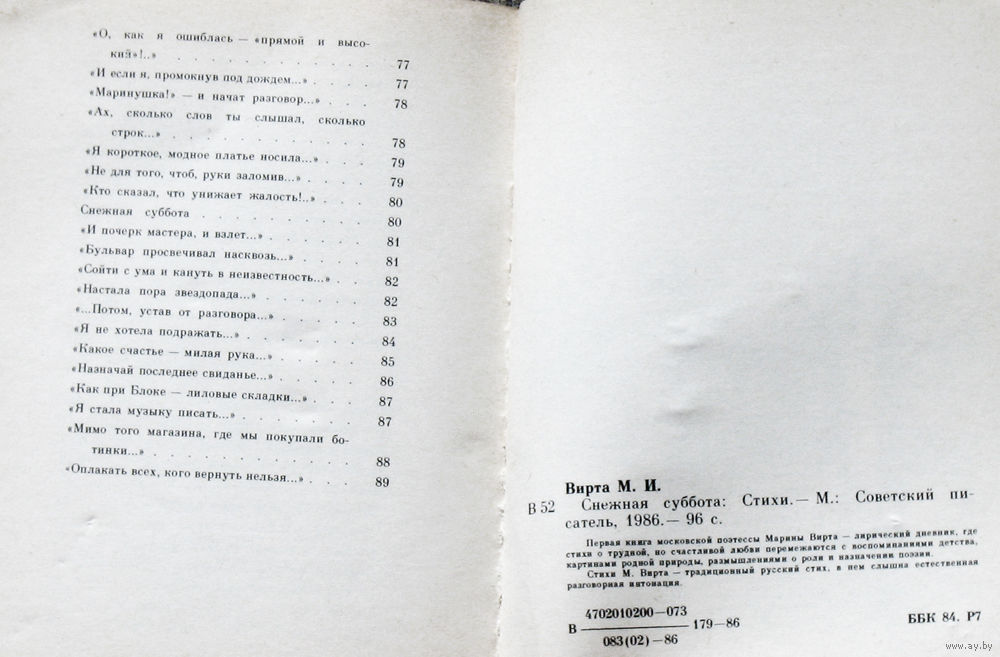 «О, как я ошиблась — «прямой и высо-
кий»!..» . . . . . . . . . . . . 77
«И если я, промокнув под дождем...» . . . . 77
«Маринушка!» — и начат разговор...» . . . 78
«Ах, сколько слов ты слышал, сколько
строк...» . . . . . . . . . . . . 78
«Я короткое, модное платье носила...» . . . 79
«Не для того, чтоб, руки заломив...» . . . . 79
«Кто сказал, что унижает жалость!..» . . . 80
Снежная суббота . . . . . . . . . . 80
«И почерк мастера, и взлет...» . . . . . . 81
«Бульвар просвечивал насквозь...» . . . . 81
«Сойти с ума и кануть в неизвестность...» . . 82
«Настала пора звездопада...» . . . . . . 82
«...Потом, устав от разговора...» . . . . . 83
«Я не хотела подражать...» . . . . . . . 84
«Какое счастье — милая рука...» . . . . . 85
«Назначай последнее свиданье...» . . . . . 86
«Как при Блоке — лиловые складки...» . . . 87
«Я стала музыку писать...» . . . . . . . 87
«Мимо того магазина, где мы покупали бо-
тинки...» . . . . . . . . . . . . 88
«Оплакать всех, кого вернуть нельзя...» . . . 89
Вирта М. И.
В 52 Снежная суббота: Стихи.— М.: Советский пи-
сатель, 1986.— 96 с.
Первая книга московской поэтессы Марины Вирта — лирический дневник, где
стихи о трудной, но счастливой любви перемежаются с воспоминаниями детства,
картинами родной природы, размышлениями о роли и назначении поэзии.
Стихи М. Вирта — традиционный русский стих, в нем слышна естественная
разговорная интонация.
4702010200—073
В 179—86 ББК 84. Р7
083(02)—86
www.ay.by